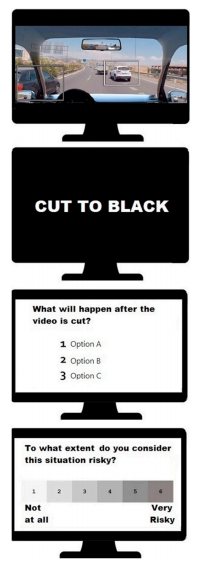 CUT TO BLACK
What will happen after the
video is cut?
1 Option A
2 Option B
3 Option C
To what extent do you consider
this situation risky?
1 2 3 4 5 6
Not Very
at all Risky